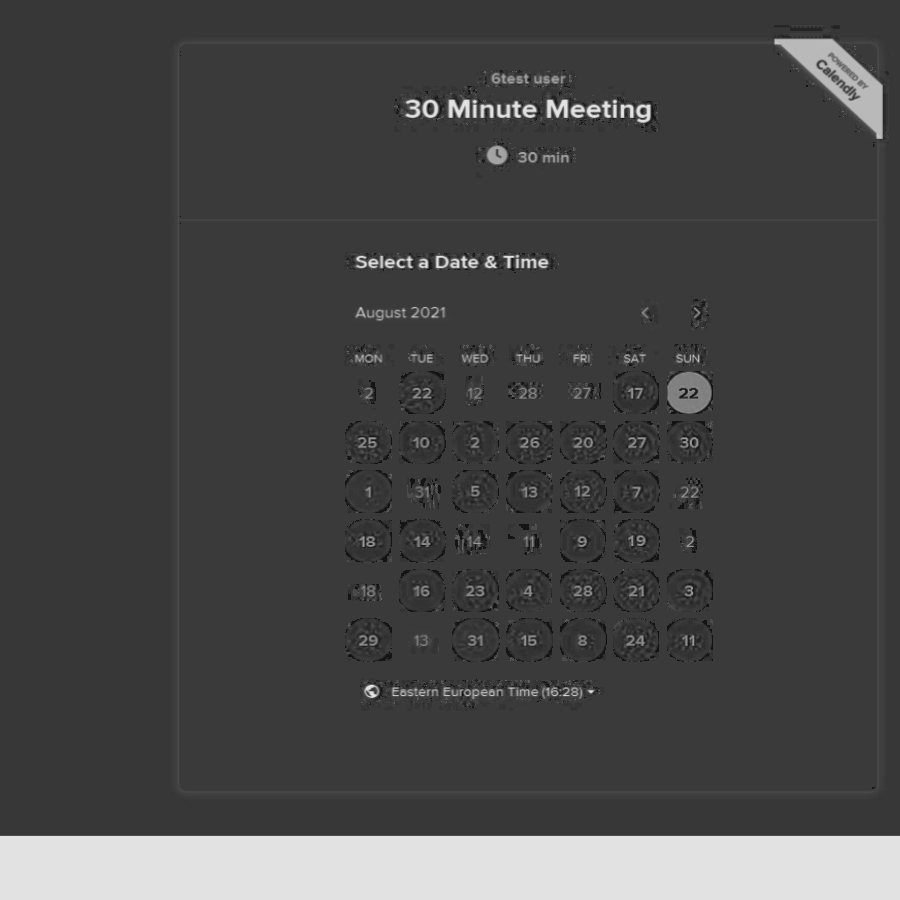 POWERED BY
Calendly
6test user
30 Minute Meeting
30 min
Select a Date & Time
August 2021
MON TUE WED THU FRI SAT SUN
2 22 12 28 27 17 22
25 10 2 26 20 27 30
1 31 5 13 12 7 22
18 14 14 11 9 19 2
18 16 23 4 28 21 3
29 13 31 15 8 24 11
Eastern European Time (16:28)